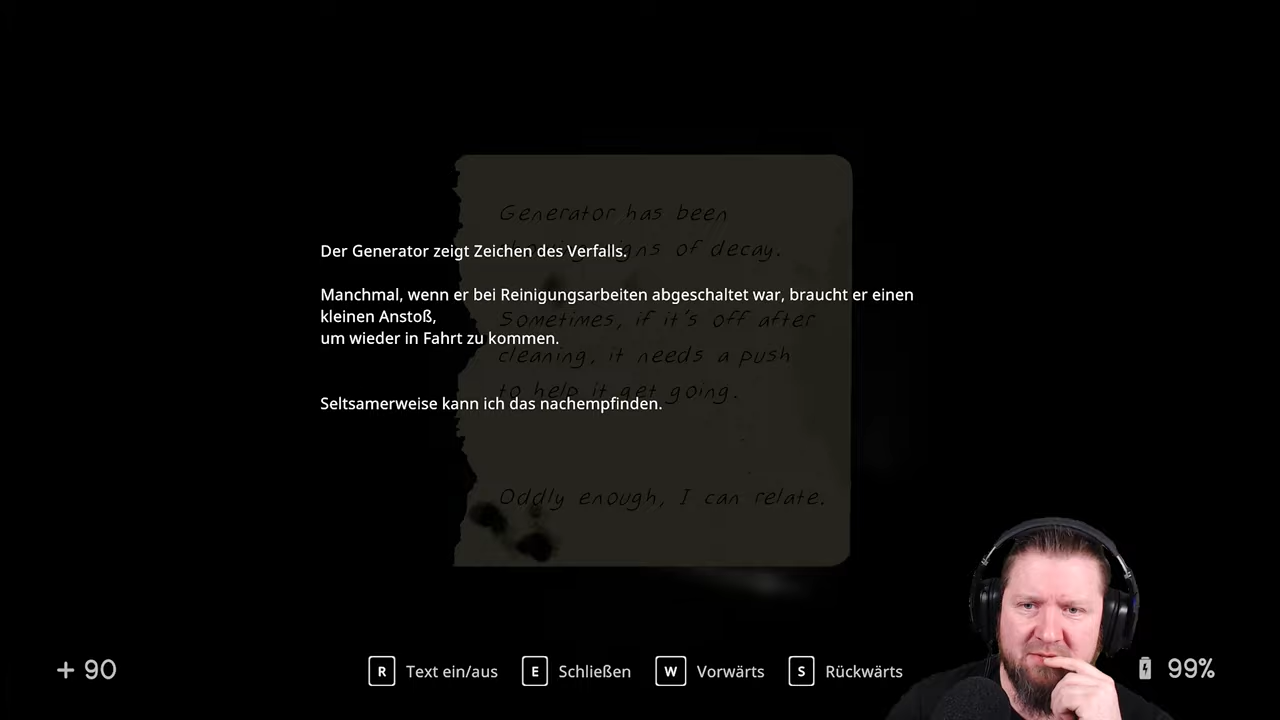 Generator has been
Der Generator zeigt Zeichen des Verfalls.
signs of decay.
Manchmal, wenn er bei Reinigungsarbeiten abgeschaltet war, braucht er einen
kleinen Anstoß,
Sometimes, if it's off after
um wieder in Fahrt zu kommen.
cleaning, it needs a push
to help it get going.
Seltsamerweise kann ich das nachempfinden.
Oddly enough, I can relate.
+ 90
R Text ein/aus E Schließen W Vorwärts S Rückwärts
99%